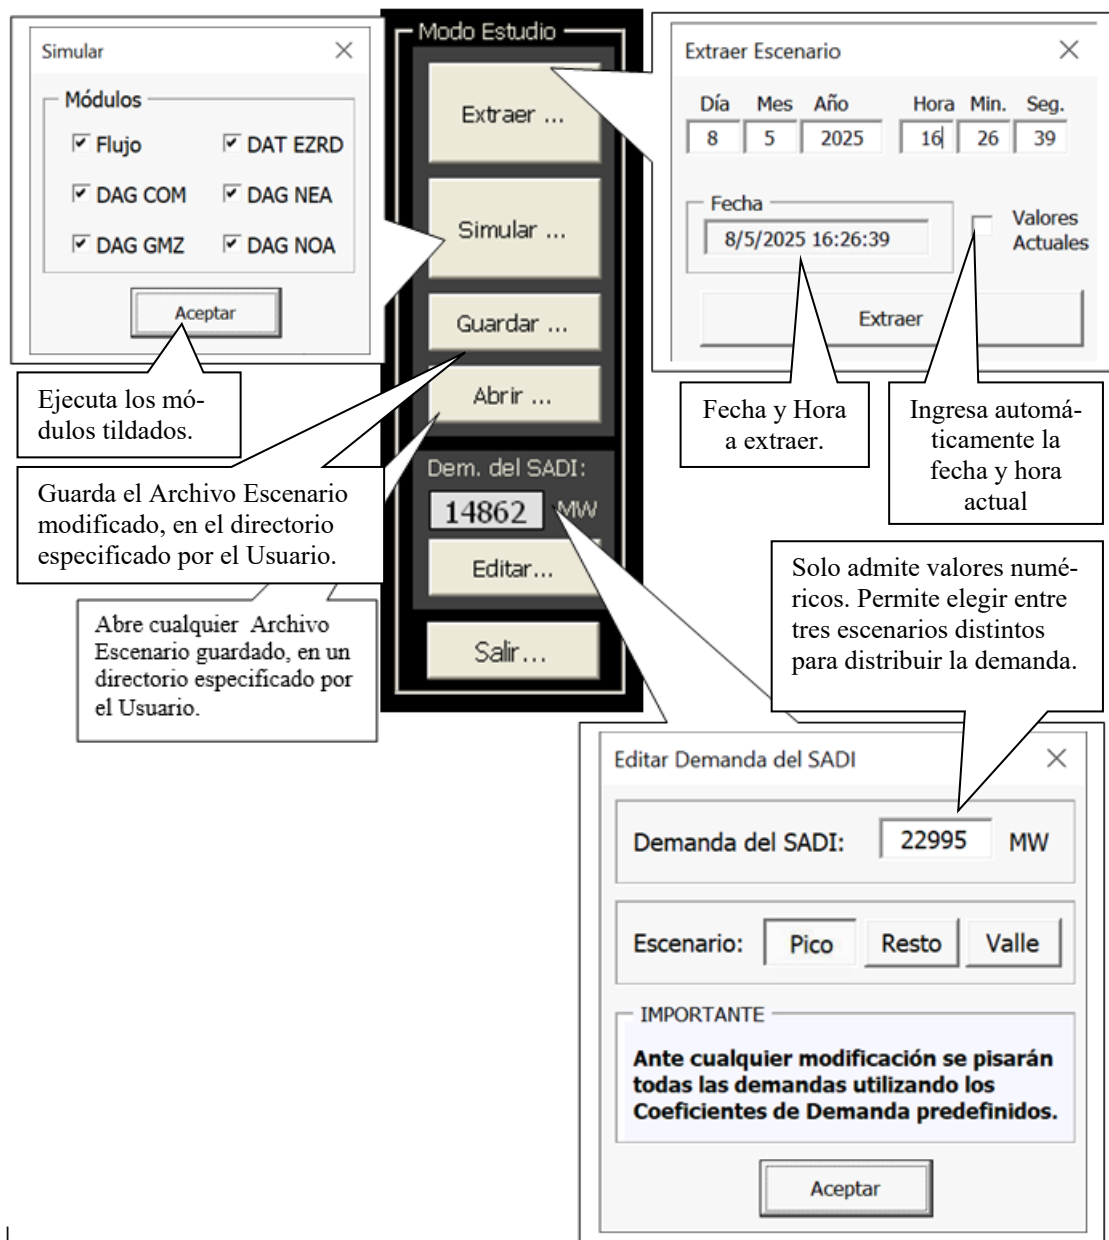 Simular
Módulos
Flujo
DAT EZRD
DAG COM
DAG NEA
DAG GMZ
DAG NOA
Aceptar
Ejecuta los mó-
dulos tildados.
Modo Estudio
Extraer ...
Simular ...
Guardar ...
Abrir ...
Dem. del SADI:
14862 MW
Editar...
Salir...
Extraer Escenario
Día Mes Año Hora Min. Seg.
8 5 2025 16 26 39
Fecha
8/5/2025 16:26:39
Valores
Actuales
Extraer
Fecha y Hora
a extraer.
Ingresa automá-
ticamente la
fecha y hora
actual
Guarda el Archivo Escenario
modificado, en el directorio
especificado por el Usuario.
Abre cualquier Archivo
Escenario guardado, en un
directorio especificado por
el Usuario.
Solo admite valores numé-
ricos. Permite elegir entre
tres escenarios distintos
para distribuir la demanda.
Editar Demanda del SADI
Demanda del SADI: 22995 MW
Escenario: Pico Resto Valle
IMPORTANTE
Ante cualquier modificación se pisarán
todas las demandas utilizando los
Coeficientes de Demanda predefinidos.
Aceptar